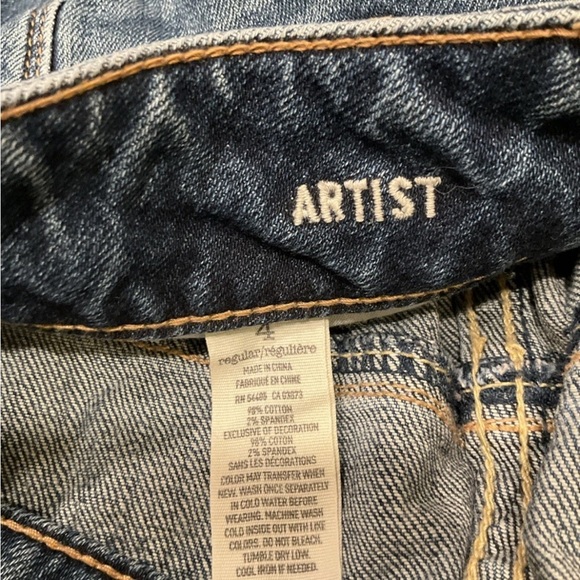 ARTIST
4
regular/régulière
MADE IN CHINA
FABRIQUÉ EN CHINE
RN 54485 CA 03823
98% COTTON
2% SPANDEX
EXCLUSIVE OF DECORATION
98% COTON
2% SPANDEX
SANS LES DÉCORATIONS
COLOR MAY TRANSFER WHEN
NEW. WASH ONCE SEPARATELY
IN COLD WATER BEFORE
WEARING. MACHINE WASH
COLD INSIDE OUT WITH LIKE
COLORS. DO NOT BLEACH.
TUMBLE DRY LOW.
COOL IRON IF NEEDED.